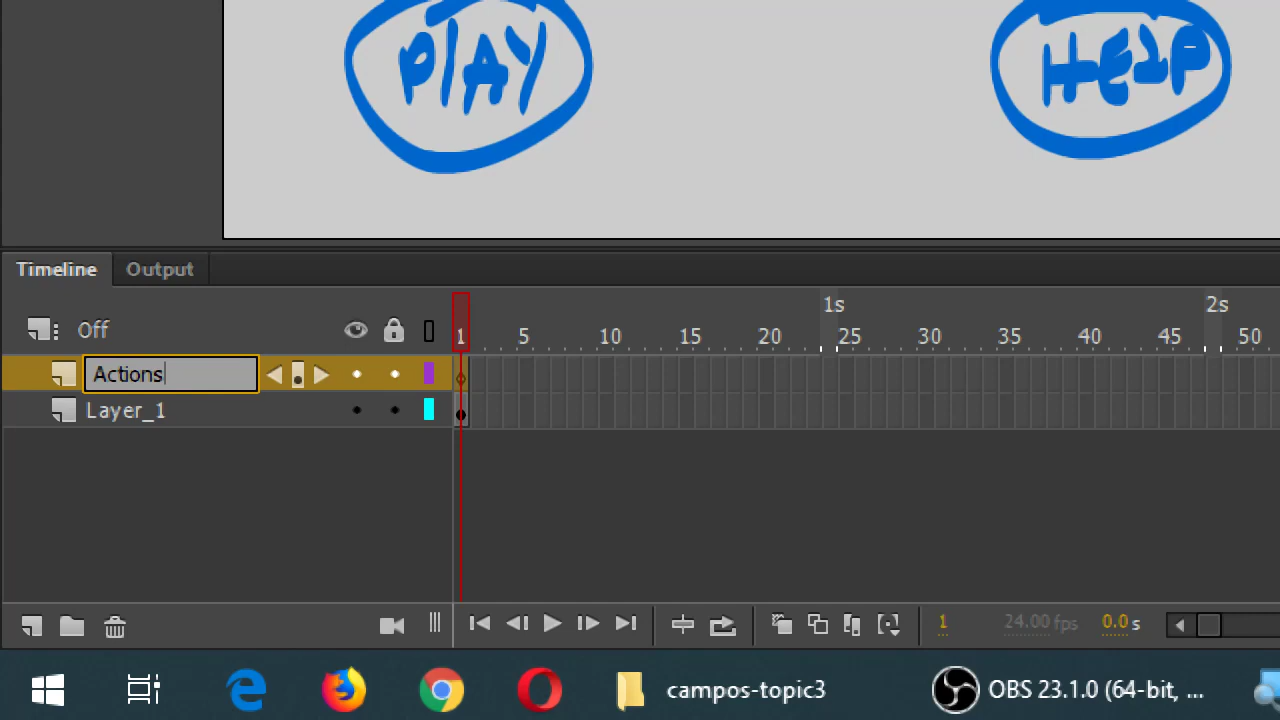 PlAY
HElP
Timeline
Output
Off
1s
2s
1 5 10 15 20 25 30 35 40 45 50
Actions
Layer_1
1
24.00 fps
0.0 s
campos-topic3
OBS 23.1.0 (64-bit, ...